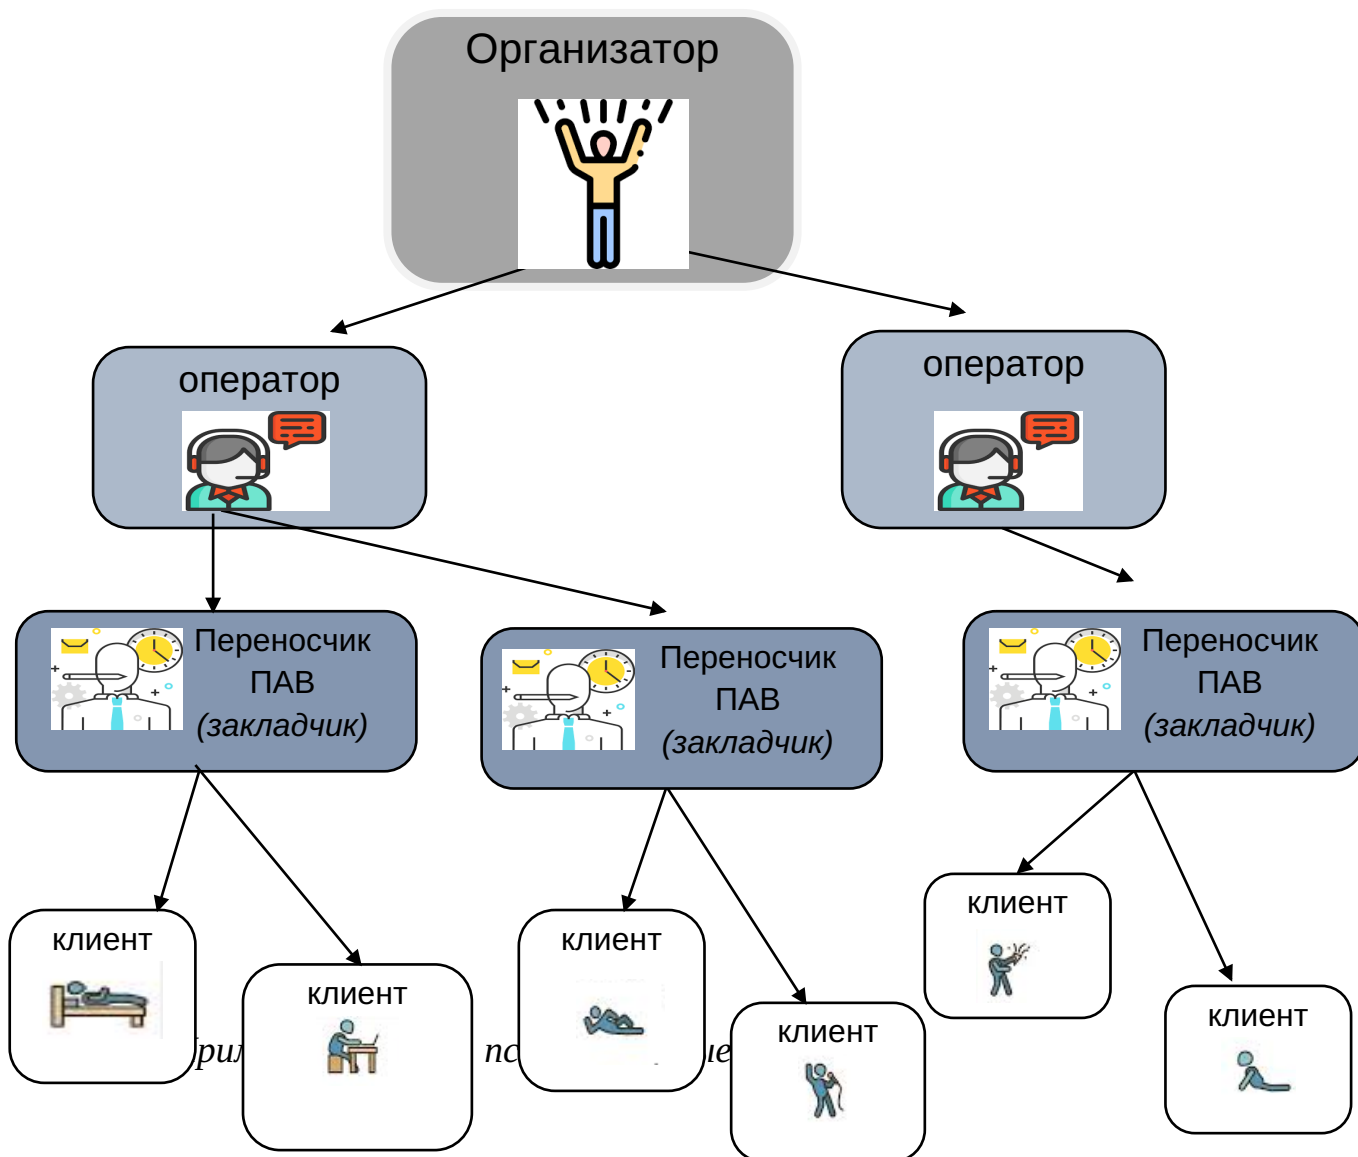 Организатор
оператор
оператор
Переносчик
ПАВ
(закладчик)
Переносчик
ПАВ
(закладчик)
Переносчик
ПАВ
(закладчик)
клиент
клиент
клиент
клиент
клиент
клиент